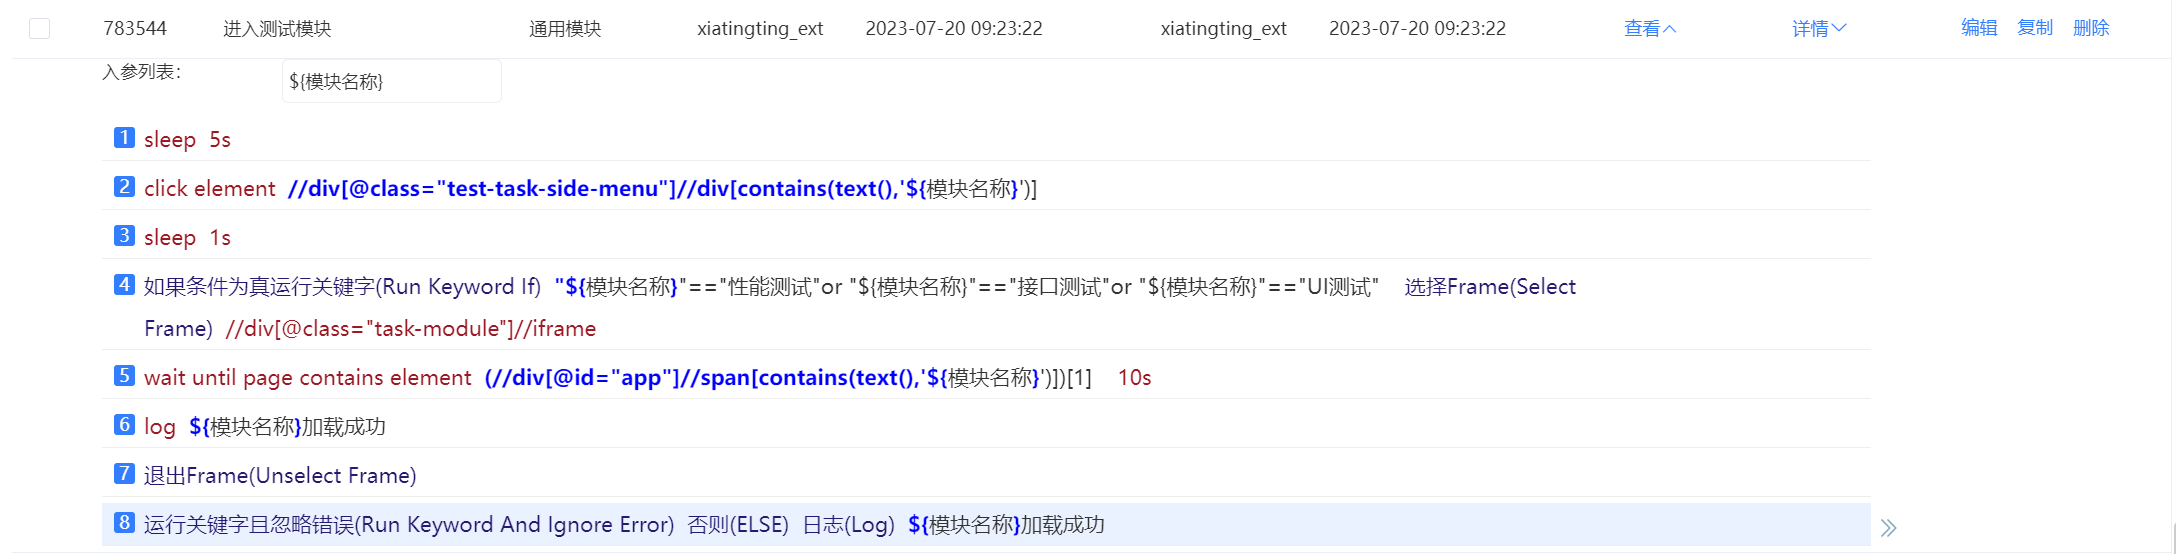 783544 进入测试模块 通用模块 xiatingting_ext 2023-07-20 09:23:22 xiatingting_ext 2023-07-20 09:23:22 查看 详情 编辑 复制 删除
入参列表: ${模块名称}
1 sleep 5s
2 click element //div[@class="test-task-side-menu"]//div[contains(text(),'${模块名称}')]
3 sleep 1s
4 如果条件为真运行关键字(Run Keyword If) "${模块名称}"=="性能测试"or "${模块名称}"=="接口测试"or "${模块名称}"=="UI测试" 选择Frame(Select
Frame) //div[@class="task-module"]//iframe
5 wait until page contains element (//div[@id="app"]//span[contains(text(),'${模块名称}')])[1] 10s
6 log ${模块名称}加载成功
7 退出Frame(Unselect Frame)
8 运行关键字且忽略错误(Run Keyword And Ignore Error) 否则(ELSE) 日志(Log) ${模块名称}加载成功